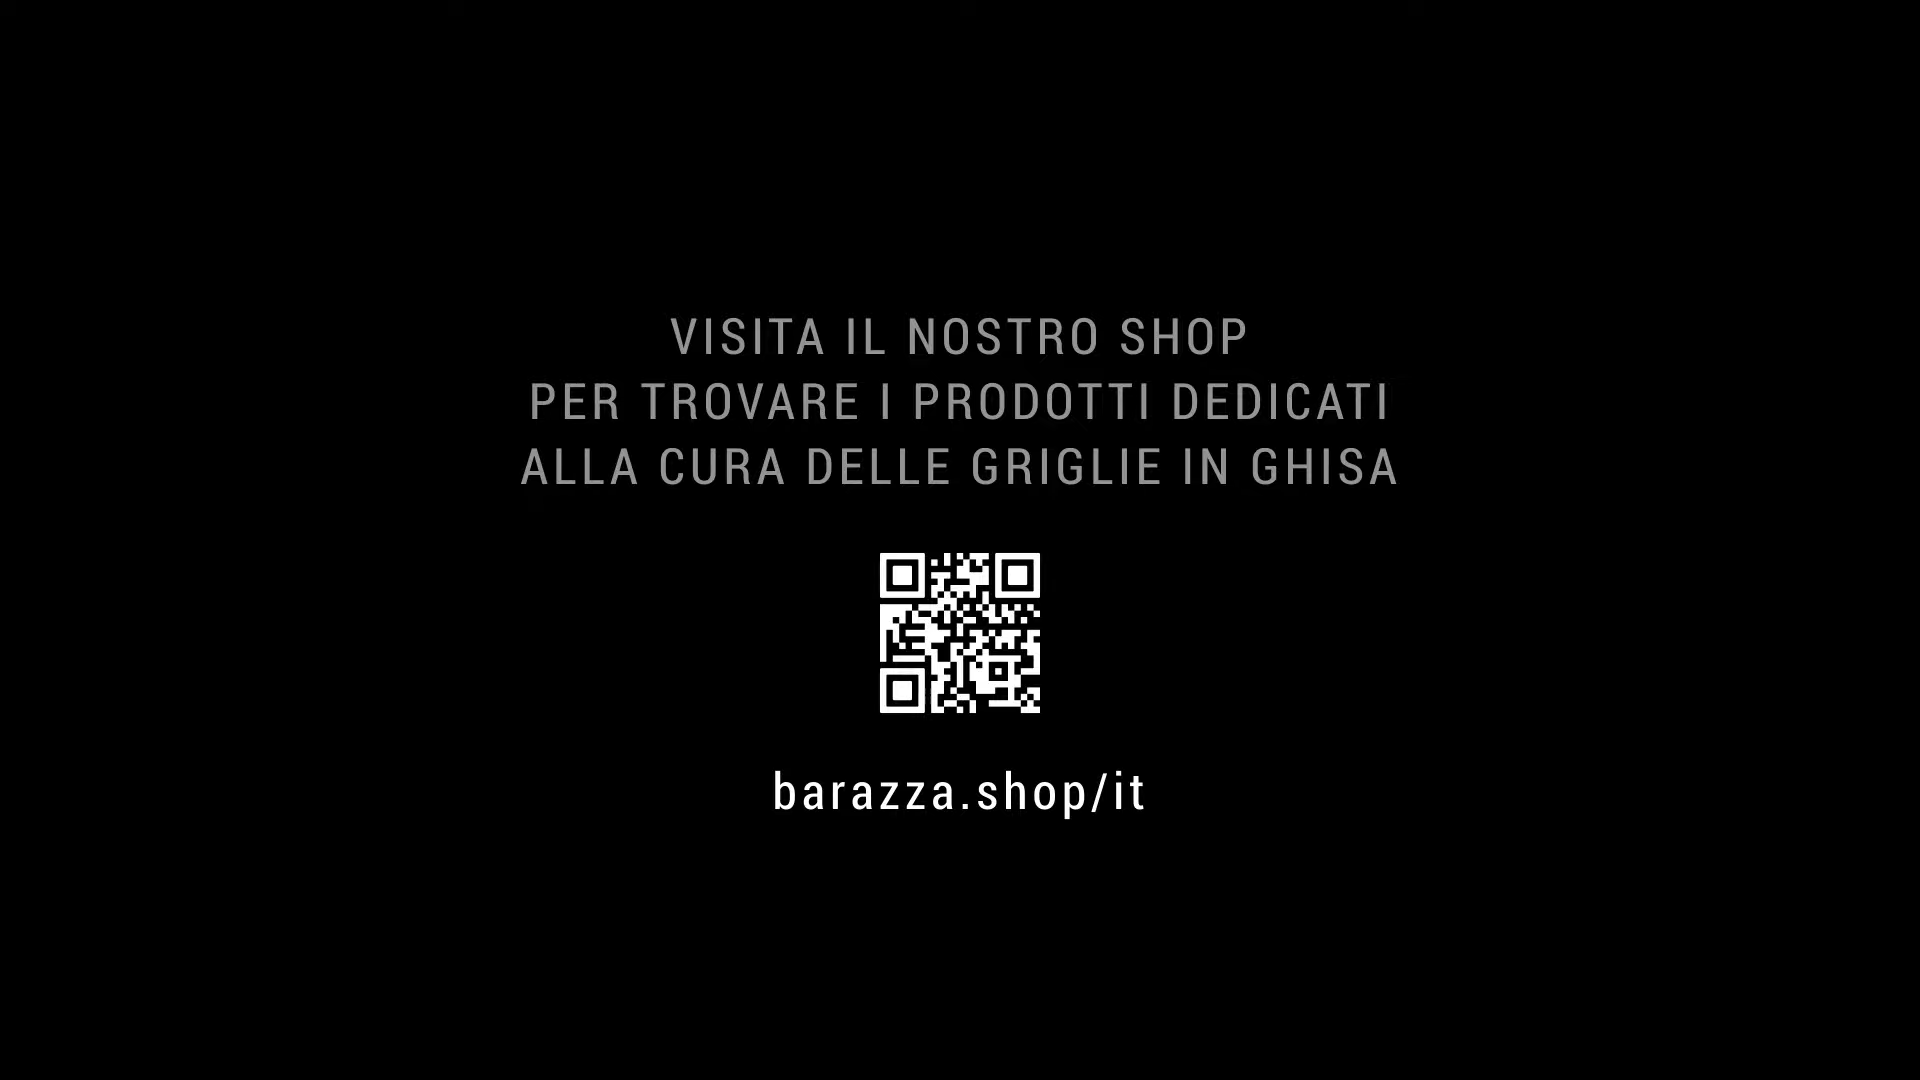 VISITA IL NOSTRO SHOP
PER TROVARE I PRODOTTI DEDICATI
ALLA CURA DELLE GRIGLIE IN GHISA
barazza.shop/it